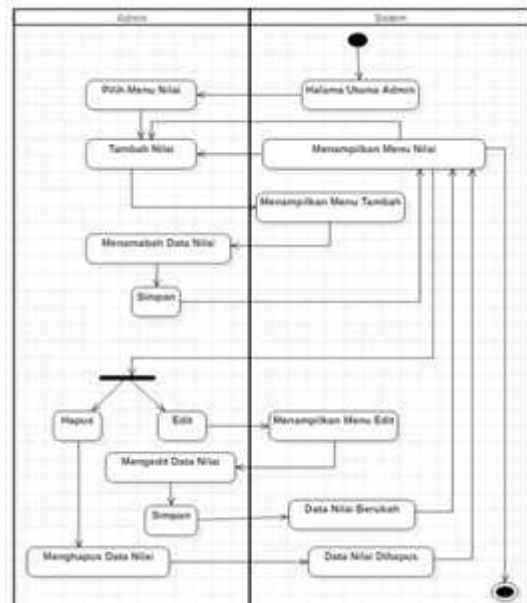 Admin
Sistem
Pilih Menu Nilai
Halama Utama Admin
Tambah Nilai
Menampilkan Menu Nilai
Menampilkan Menu Tambah
Menamabah Data Nilai
Simpan
Hapus
Edit
Menampilkan Menu Edit
Mengedit Data Nilai
Simpan
Data Nilai Berubah
Menghapus Data Nilai
Data Nilai Dihapus